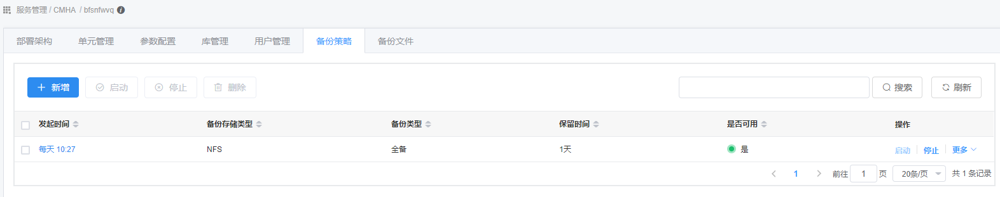 服务管理 / CMHA / bfsnfwvq
部署架构 单元管理 参数配置 库管理 用户管理 备份策略 备份文件
新增 启动 停止 删除 搜索 刷新
发起时间 备份存储类型 备份类型 保留时间 是否可用 操作
每天 10:27 NFS 全备 1天 是 启动 停止 更多
1 前往 1 页 20条/页 共 1 条记录